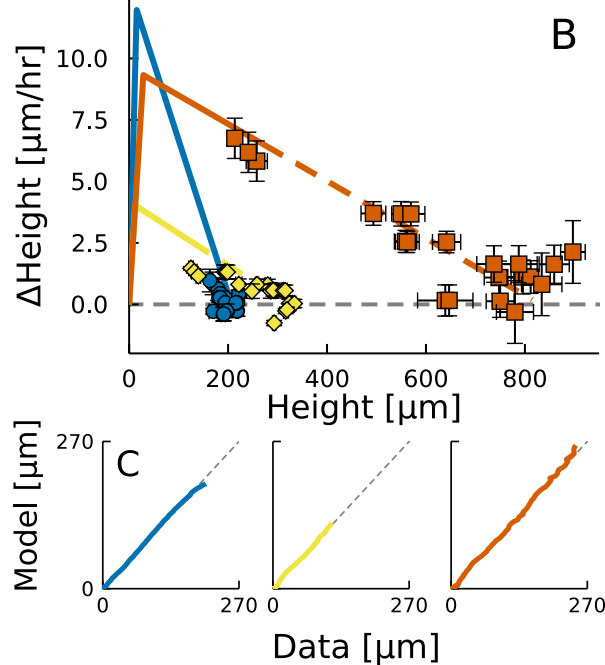 B
ΔHeight [μm/hr]
10.0
7.5
5.0
2.5
0.0
0 200 400 600 800
Height [μm]
C
Model [μm]
270
0
0 270 0 270 0 270
Data [μm]